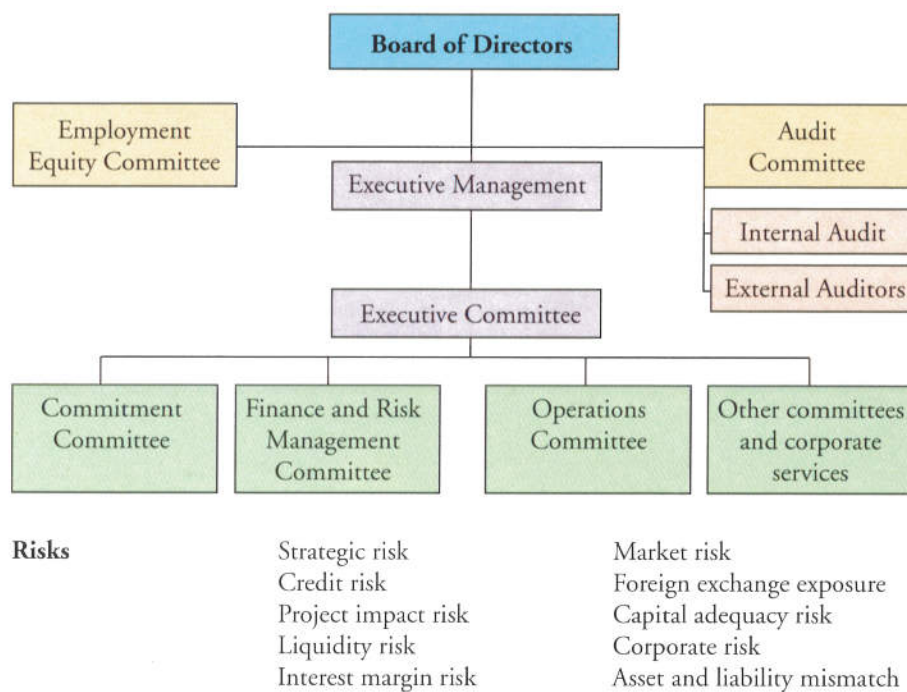 Board of Directors
Employment
Equity Committee
Audit
Committee
Executive Management
Internal Audit
External Auditors
Executive Committee
Commitment
Committee
Finance and Risk
Management
Committee
Operations
Committee
Other committees
and corporate
services
Risks
Strategic risk
Credit risk
Project impact risk
Liquidity risk
Interest margin risk
Market risk
Foreign exchange exposure
Capital adequacy risk
Corporate risk
Asset and liability mismatch